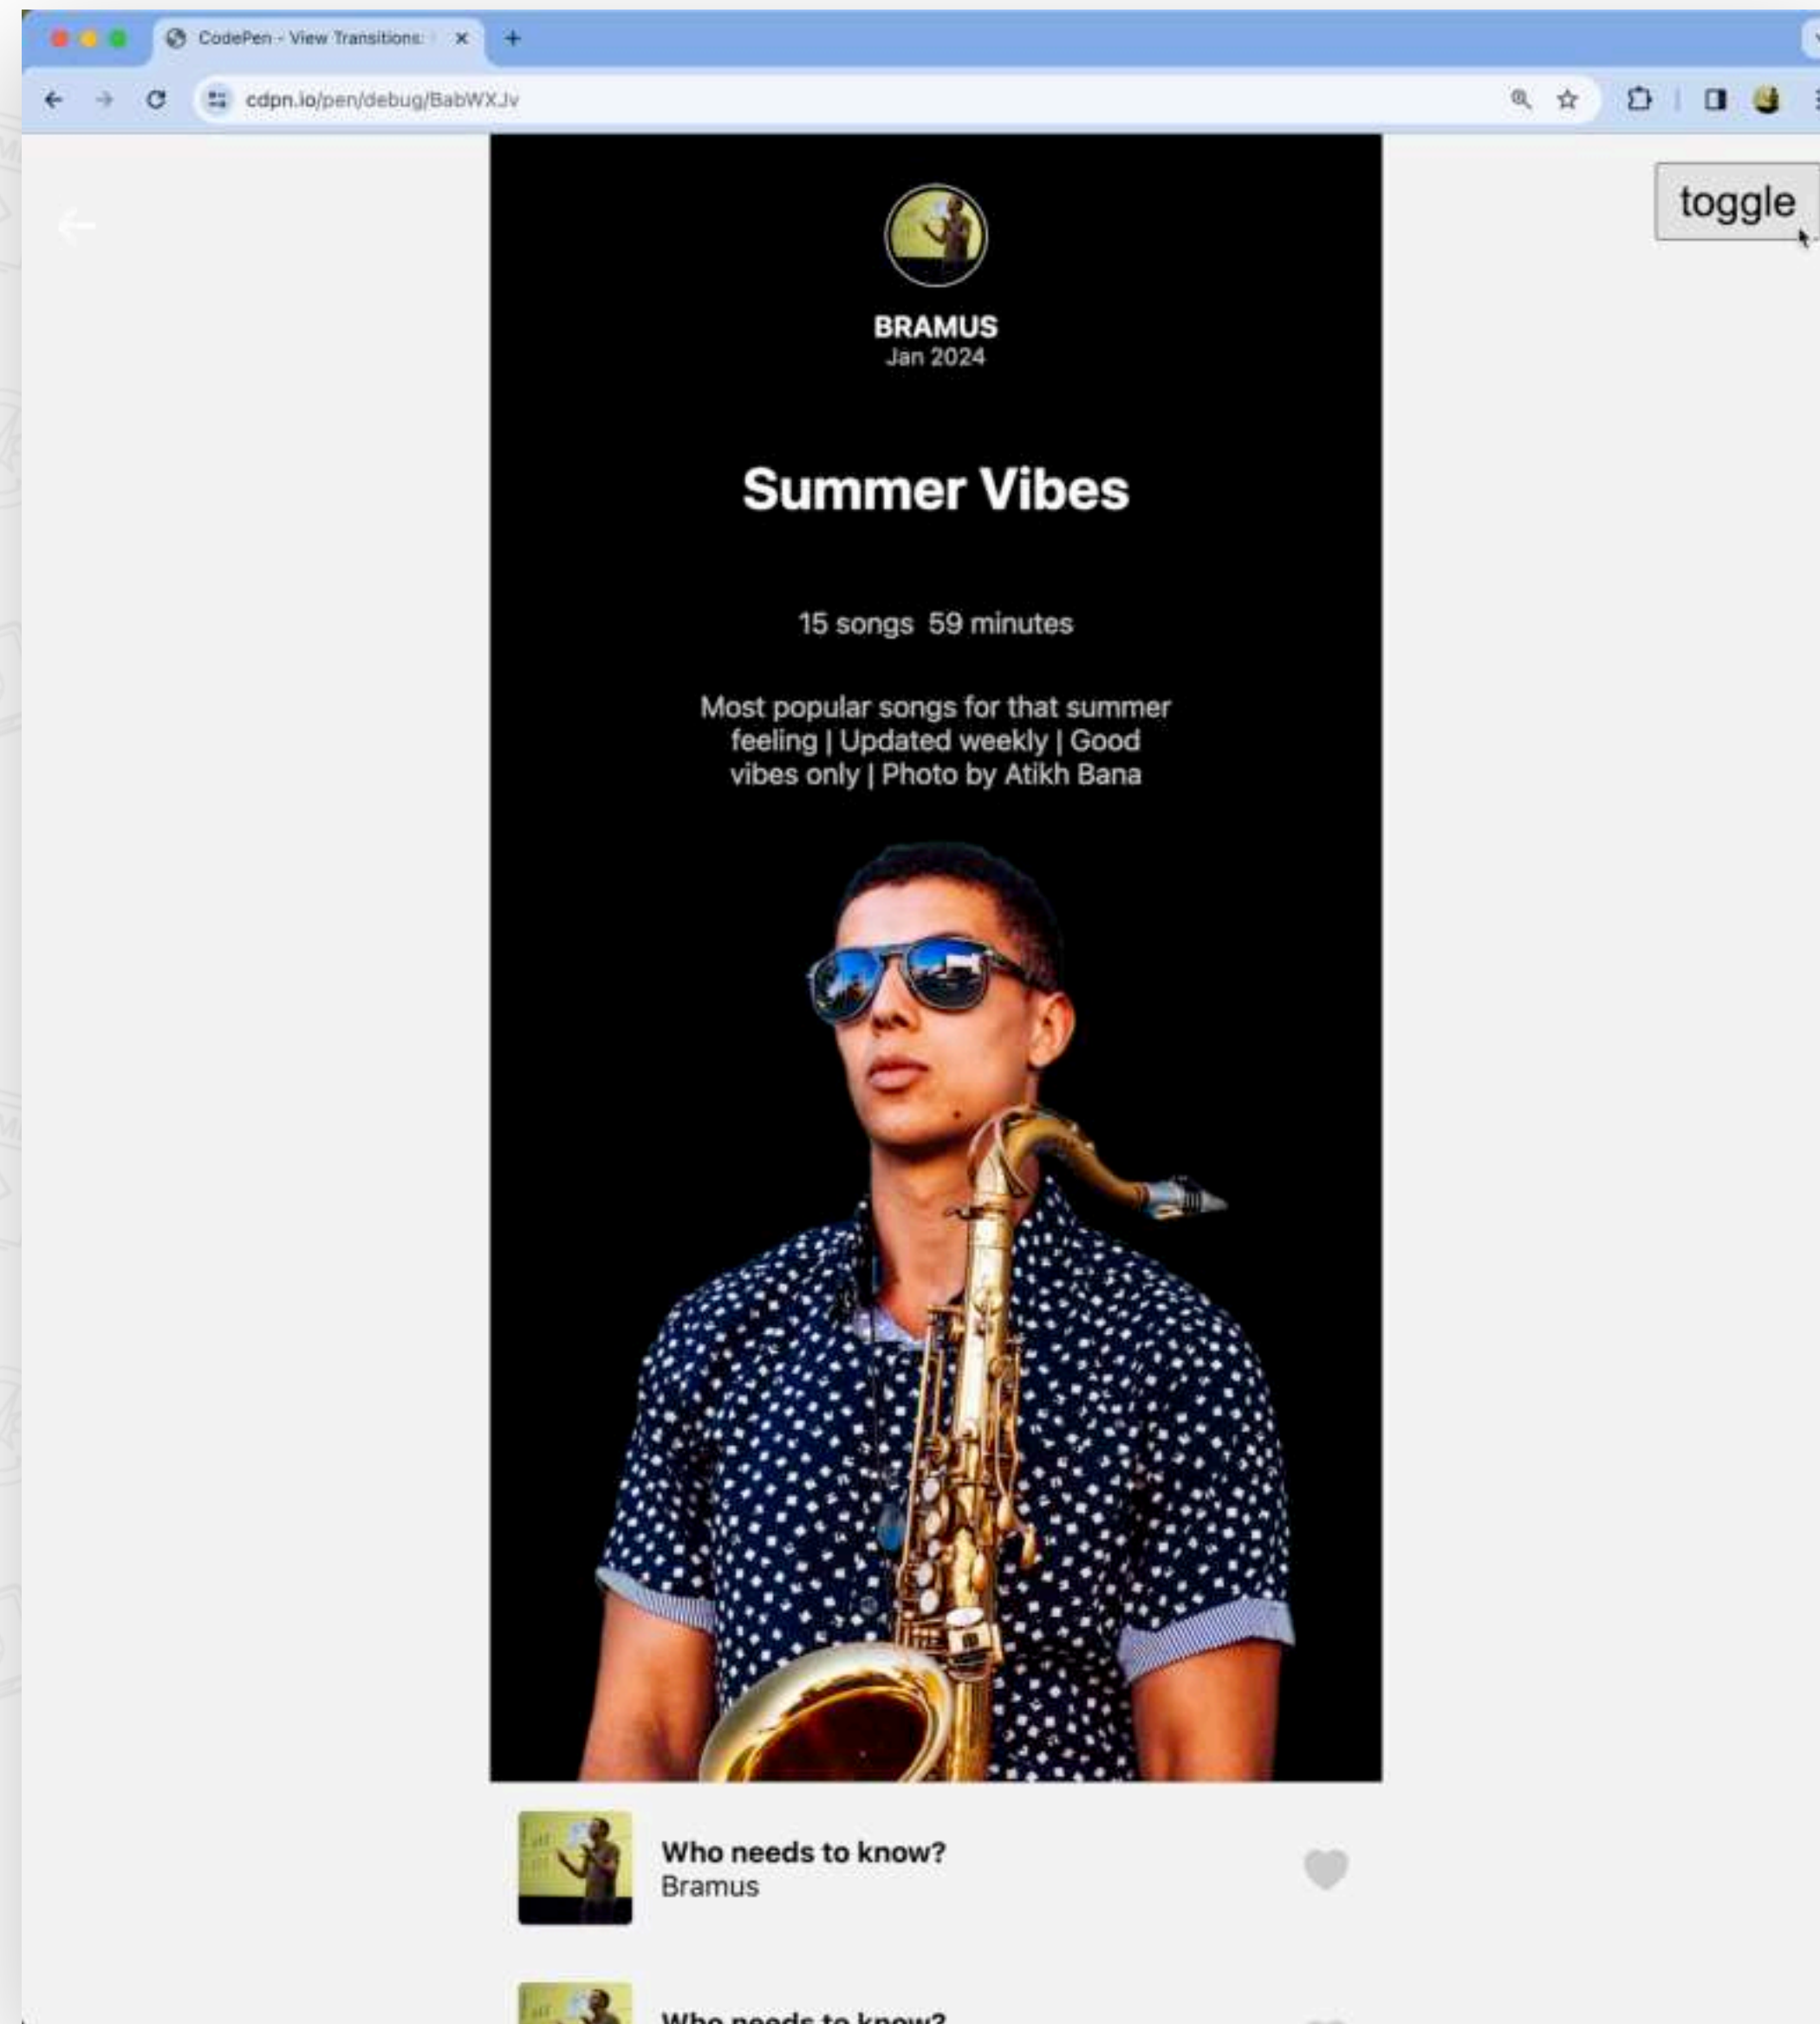 CodePen - View Transitions:
cdpn.io/pen/debug/BabWXJv
toggle
BRAMUS
Jan 2024
Summer Vibes
15 songs 59 minutes
Most popular songs for that summer
feeling | Updated weekly | Good
vibes only | Photo by Atikh Bana
Who needs to know?
Bramus
Who needs to know?